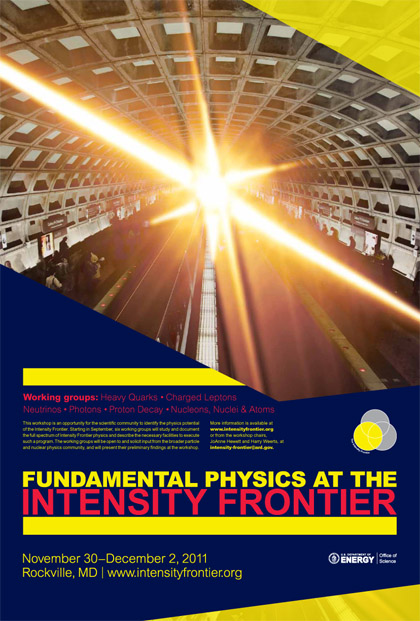 Working groups: Heavy Quarks • Charged Leptons
Neutrinos • Photons • Proton Decay • Nucleons, Nuclei & Atoms
This workshop is an opportunity for the scientific community to identify the physics potential
of the Intensity Frontier. Starting in September, six working groups will study and document
the full spectrum of Intensity Frontier physics and describe the necessary facilities to execute
such a program. The working groups will be open to and solicit input from the broader particle
and nuclear physics community, and will present their preliminary findings at the workshop.
More information is available at
www.intensityfrontier.org
or from the workshop chairs,
JoAnne Hewett and Harry Weerts, at
intensity-frontier@anl.gov.
FUNDAMENTAL PHYSICS AT THE
INTENSITY FRONTIER
November 30–December 2, 2011
Rockville, MD | www.intensityfrontier.org
U.S. DEPARTMENT OF
ENERGY
Office of
Science